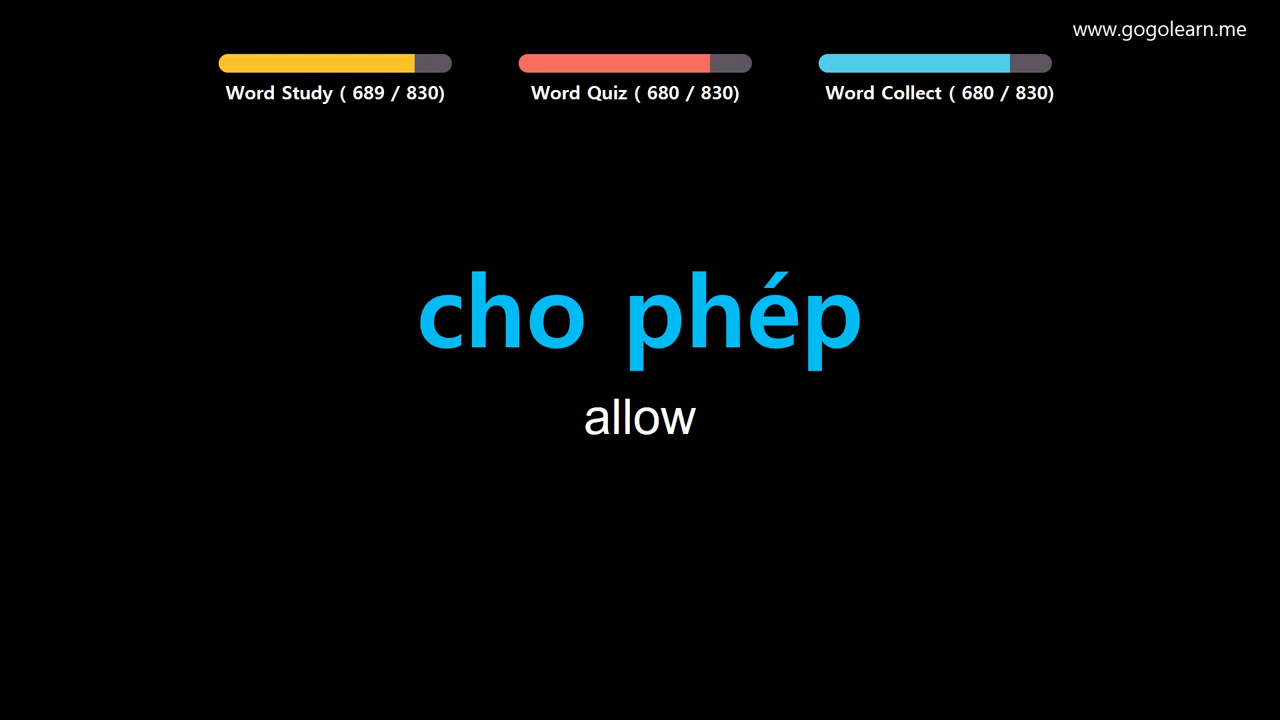 www.gogolearn.me
Word Study ( 689 / 830)
Word Quiz ( 680 / 830)
Word Collect ( 680 / 830)
cho phép
allow